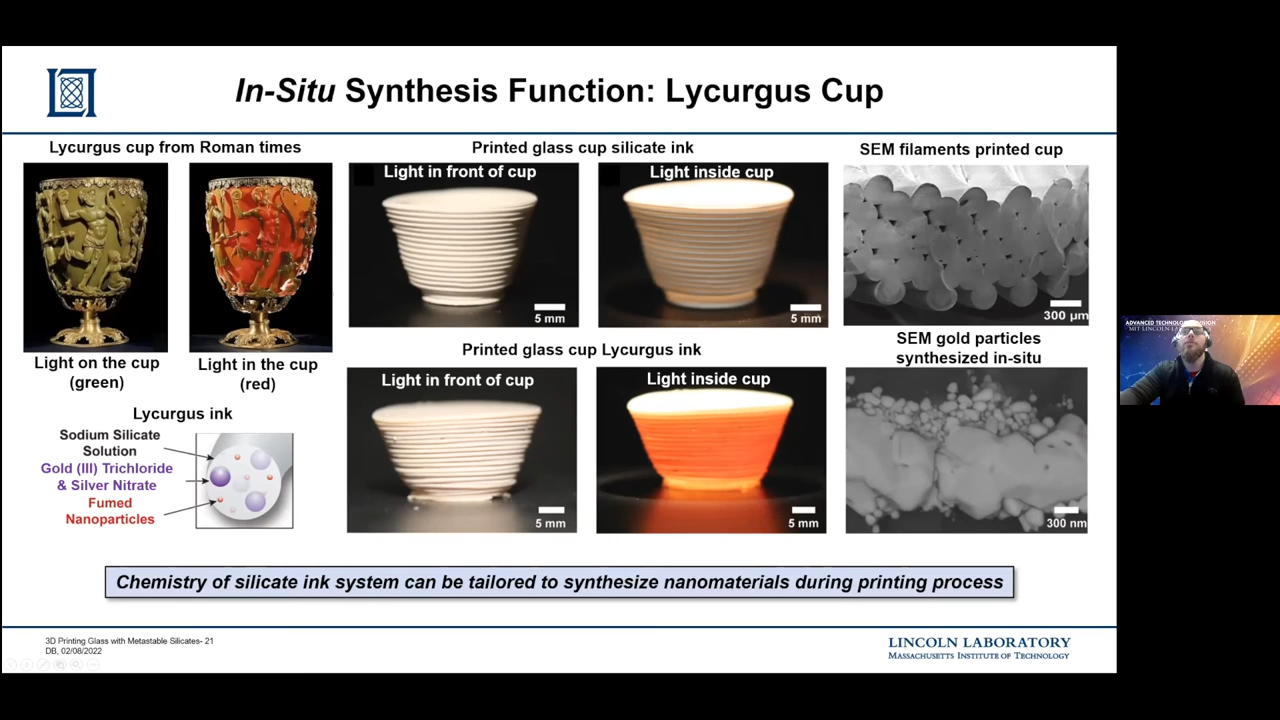 In-Situ Synthesis Function: Lycurgus Cup
Lycurgus cup from Roman times
Light on the cup
(green)
Light in the cup
(red)
Lycurgus ink
Sodium Silicate
Solution
Gold (III) Trichloride
& Silver Nitrate
Fumed
Nanoparticles
Printed glass cup silicate ink
Light in front of cup
5 mm
Light inside cup
5 mm
Printed glass cup Lycurgus ink
Light in front of cup
5 mm
Light inside cup
5 mm
SEM filaments printed cup
300 µm
SEM gold particles
synthesized in-situ
300 nm
Chemistry of silicate ink system can be tailored to synthesize nanomaterials during printing process
3D Printing Glass with Metastable Silicates- 21
DB, 02/08/2022
LINCOLN LABORATORY
MASSACHUSETTS INSTITUTE OF TECHNOLOGY
ADVANCED TECHNOLOGY
MIT LINCOLN